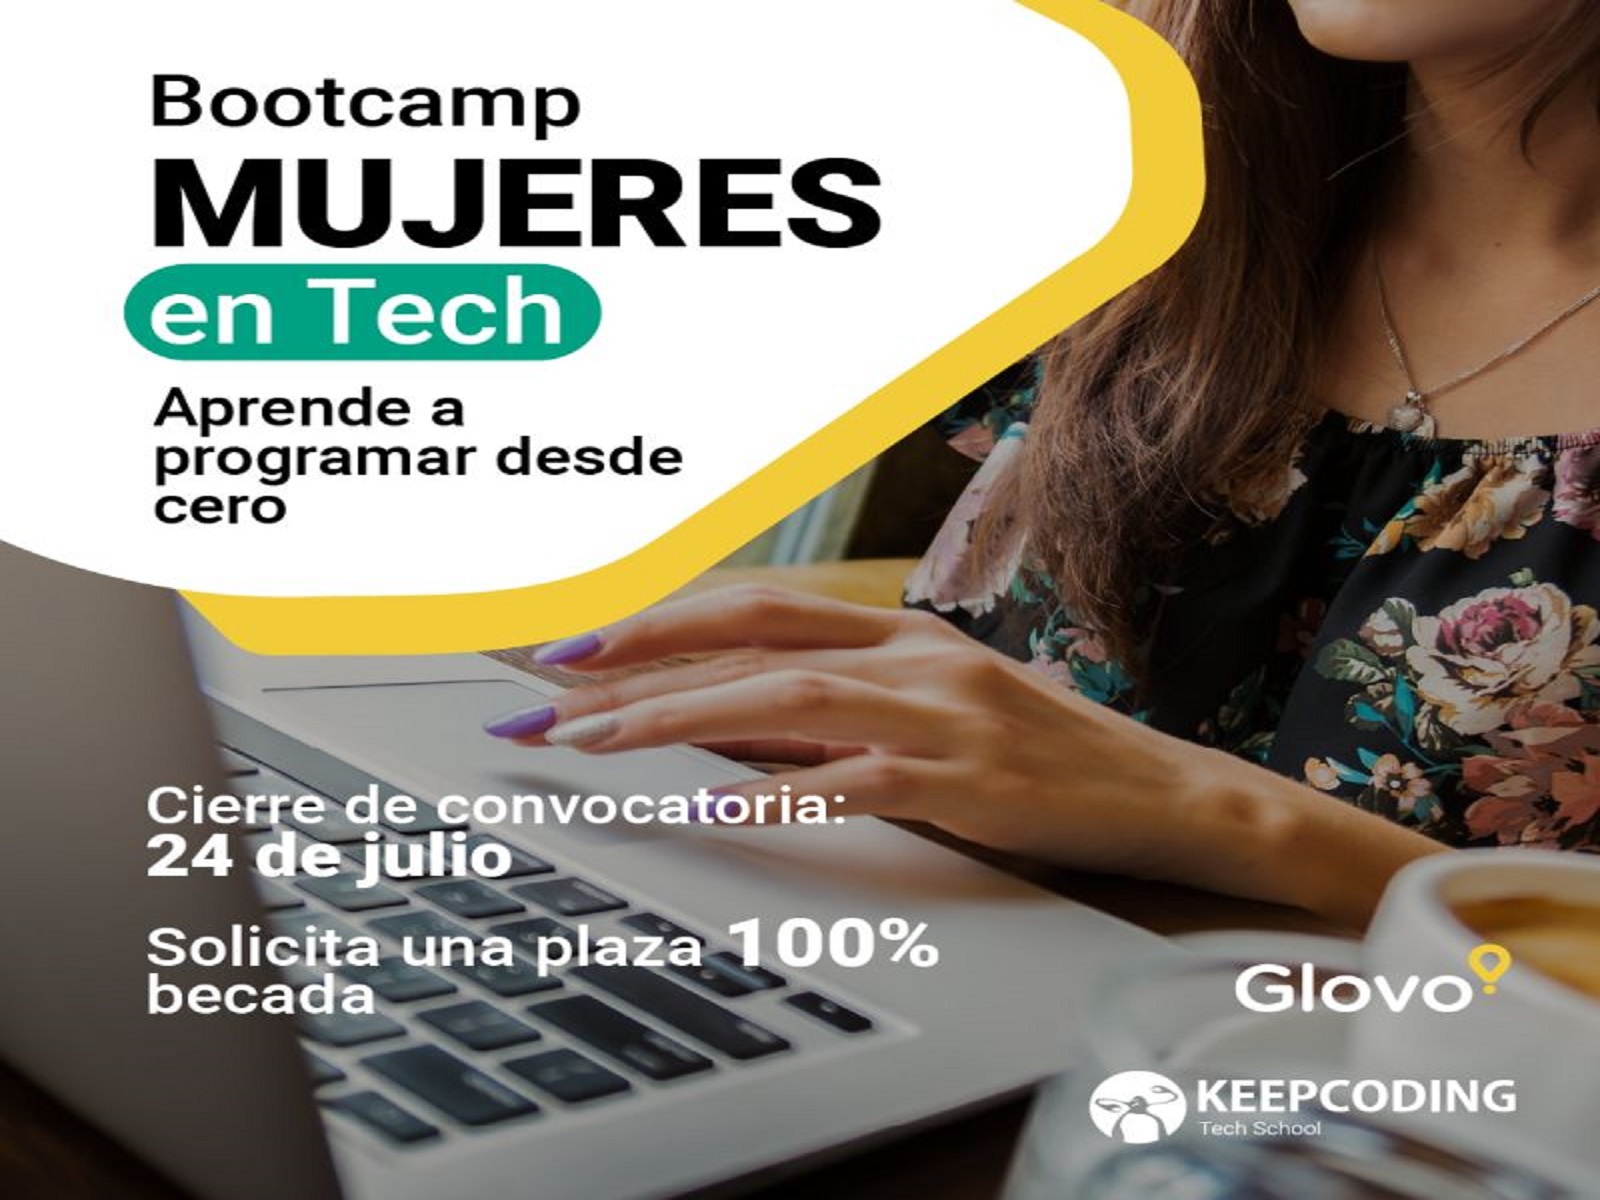 Bootcamp
MUJERES
en Tech
Aprende a
programar desde
cero
Cierre de convocatoria:
24 de julio
Solicita una plaza 100%
becada
Glovo
KEEPCODING
Tech School